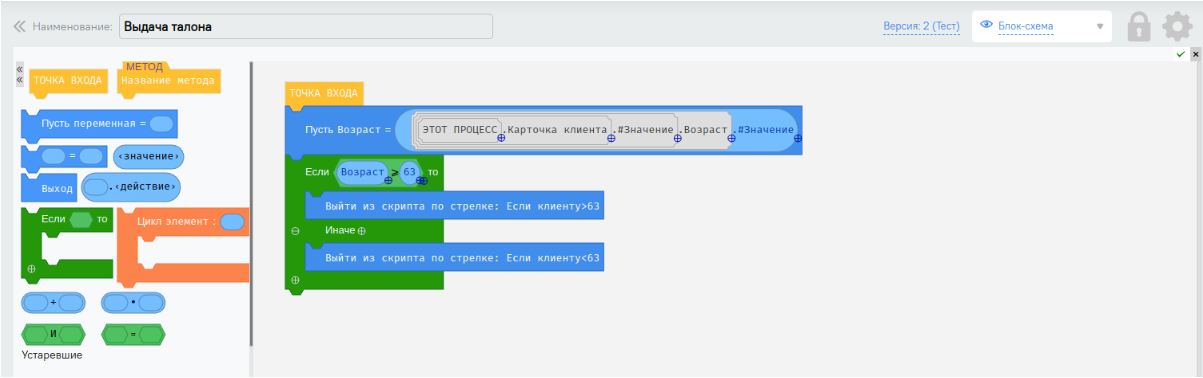 Наименование: Выдача талона Версия: 2 (Тест) Блок-схема
ТОЧКА ВХОДА
МЕТОД
Название метода
Пусть переменная =
= ‹значение›
Выход .‹действие›
Если то
Цикл элемент :
+ •
И =
Устаревшие
ТОЧКА ВХОДА
Пусть Возраст = ЭТОТ ПРОЦЕСС.Карточка клиента.#Значение.Возраст.#Значение
Если Возраст ⩾ 63 то
Выйти из скрипта по стрелке: Если клиенту>63
Иначе
Выйти из скрипта по стрелке: Если клиенту<63